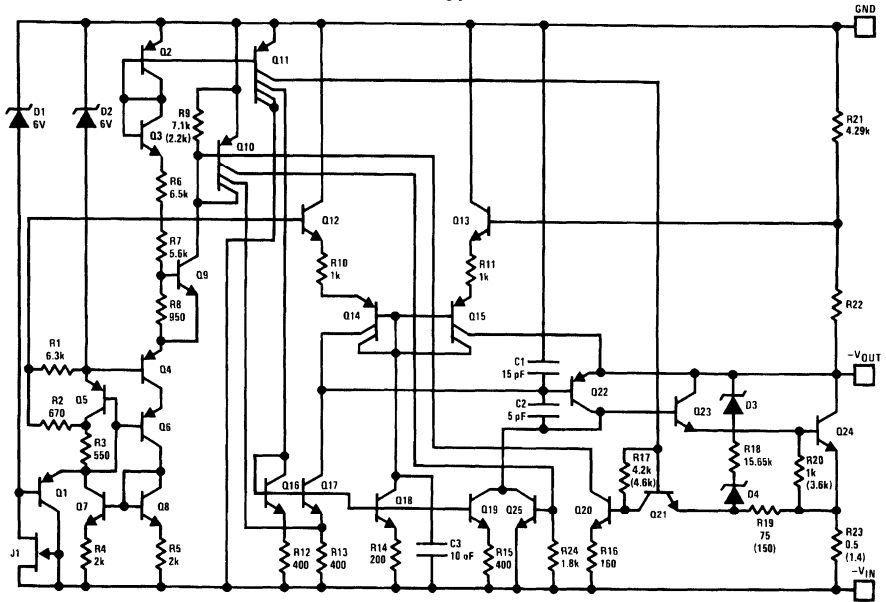 GND
Q2
Q11
D1
6V
D2
6V
R9
7.1k
(2.2k)
R21
4.29k
Q3
Q10
R6
6.5k
Q12
Q13
R7
5.6k
Q9
R10
1k
R11
1k
R22
R8
950
Q14
Q15
R1
6.3k
C1
15 pF
-VOUT
Q5
Q4
Q22
R2
670
C2
5 pF
Q23
D3
Q6
R3
550
Q24
R17
4.2k
(4.6k)
R18
15.65k
R20
1k
(3.6k)
Q1
Q7
Q8
Q16
Q17
Q18
Q19
Q25
Q20
Q21
D4
R19
75
(150)
J1
R4
2k
R5
2k
R12
400
R13
400
R14
200
C3
10 oF
R15
400
R24
1.8k
R16
160
R23
0.5
(1.4)
-VIN